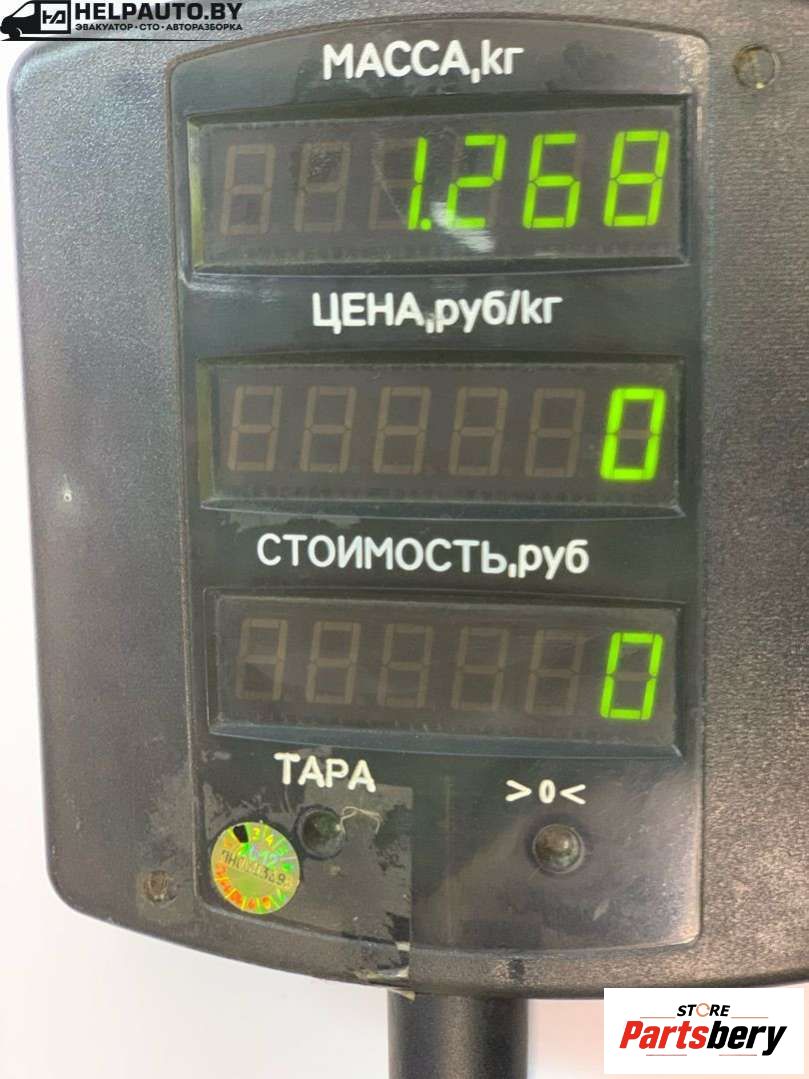 HELPAUTO.BY
ЭВАКУАТОР • СТО • АВТОРАЗБОРКА
МАССА,кг
1.268
ЦЕНА,руб/кг
0
СТОИМОСТЬ,руб
0
ТАРА
>0<
STORE
Partsbery